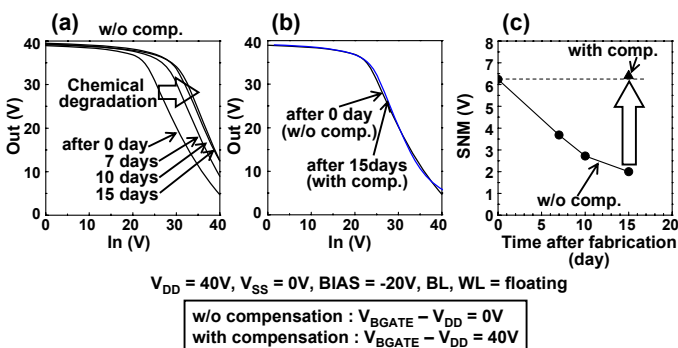 (a)
w/o comp.
40
30
20
10
0
Out (V)
Chemical
degradation
after 0 day
7 days
10 days
15 days
0
10
20
30
40
In (V)
(b)
40
30
20
10
0
Out (V)
after 0 day
(w/o comp.)
after 15days
(with comp.)
0
10
20
30
40
In (V)
(c)
8
7
6
5
4
3
2
1
0
SNM (V)
with comp.
w/o comp.
0
5
10
15
20
Time after fabrication
(day)
V_DD = 40V, V_SS = 0V, BIAS = -20V, BL, WL = floating
w/o compensation : V_BGATE – V_DD = 0V
with compensation : V_BGATE – V_DD = 40V